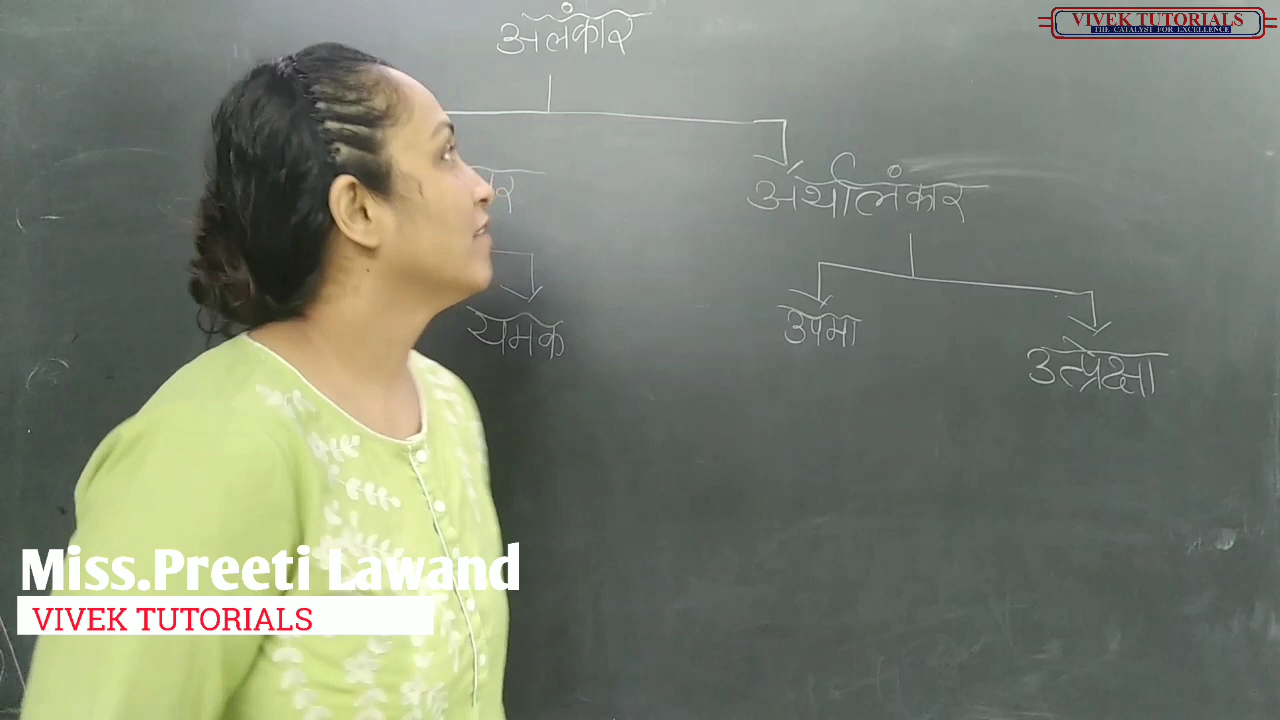 अलंकार
VIVEK TUTORIALS
THE CATALYST FOR EXCELLENCE
अर्थालंकार
यमक
उपमा
उत्प्रेक्षा
Miss.Preeti Lawand
VIVEK TUTORIALS